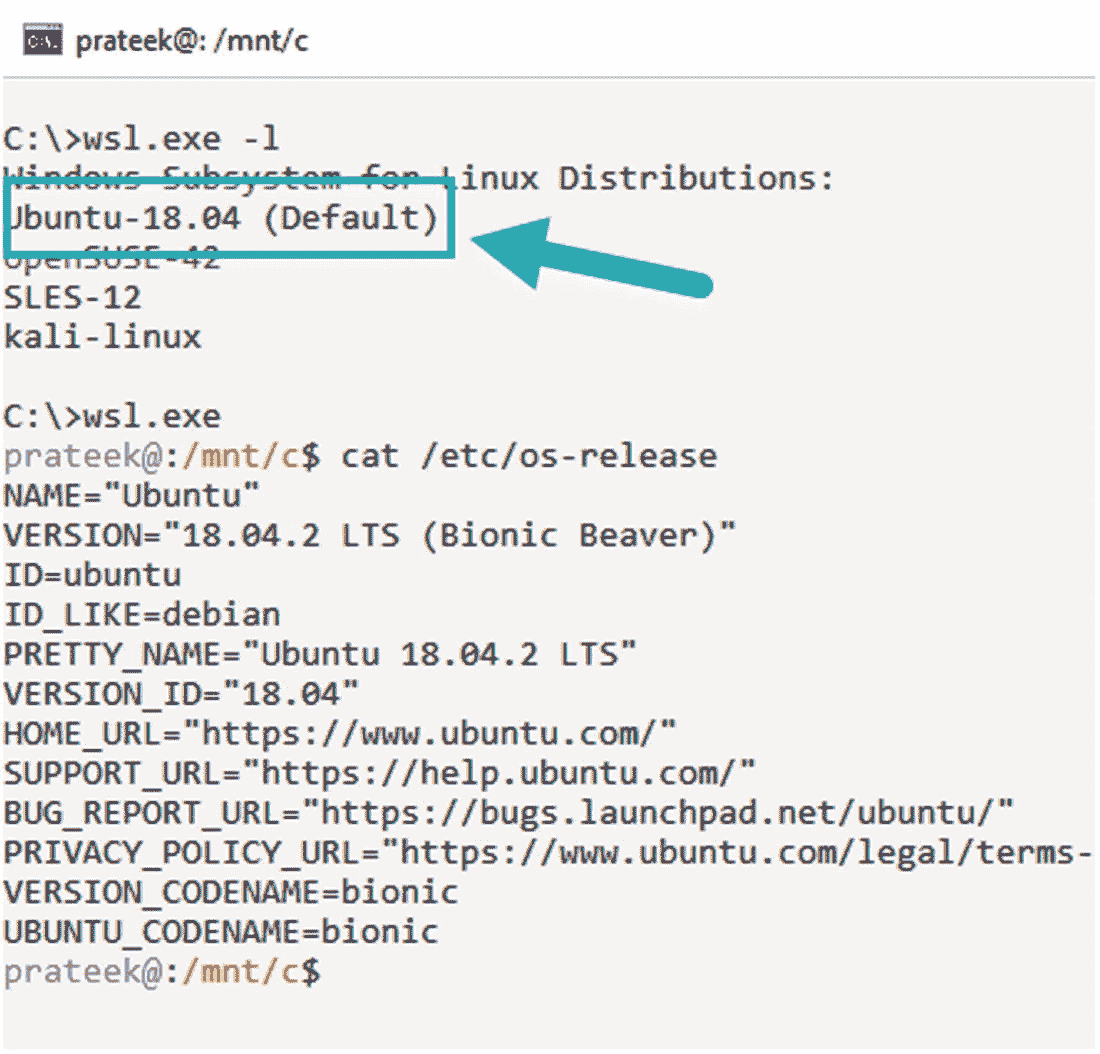 prateek@: /mnt/c
C:\>wsl.exe -l
Windows Subsystem for Linux Distributions:
Ubuntu-18.04 (Default)
openSUSE-42
SLES-12
kali-linux
C:\>wsl.exe
prateek@:/mnt/c$ cat /etc/os-release
NAME="Ubuntu"
VERSION="18.04.2 LTS (Bionic Beaver)"
ID=ubuntu
ID_LIKE=debian
PRETTY_NAME="Ubuntu 18.04.2 LTS"
VERSION_ID="18.04"
HOME_URL="https://www.ubuntu.com/"
SUPPORT_URL="https://help.ubuntu.com/"
BUG_REPORT_URL="https://bugs.launchpad.net/ubuntu/"
PRIVACY_POLICY_URL="https://www.ubuntu.com/legal/terms-
VERSION_CODENAME=bionic
UBUNTU_CODENAME=bionic
prateek@:/mnt/c$